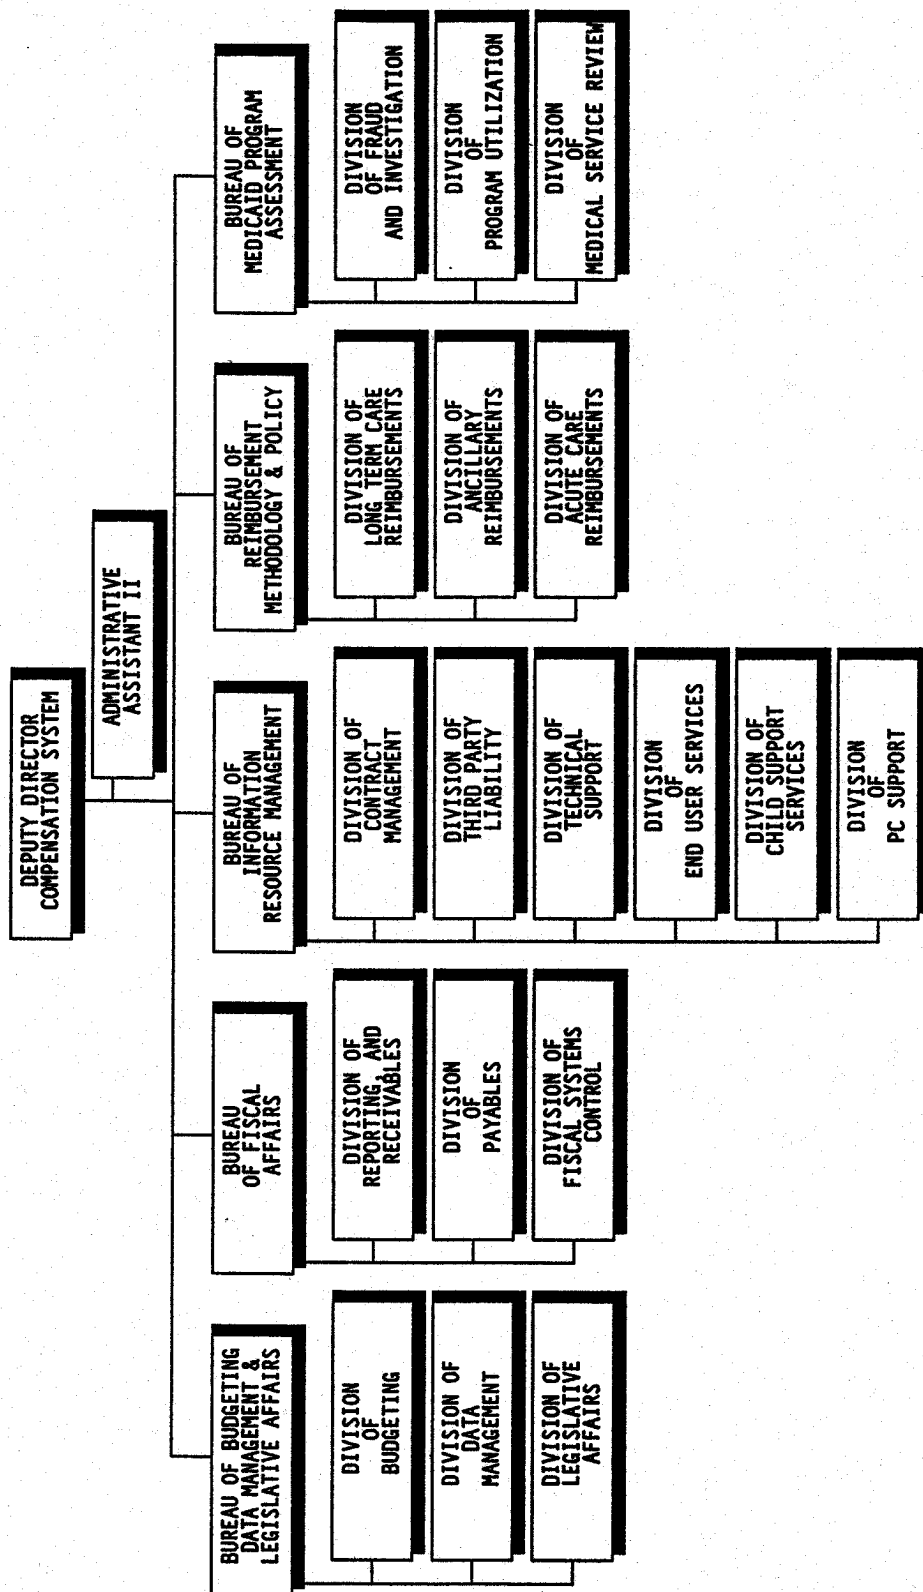 DEPUTY DIRECTOR
COMPENSATION SYSTEM
ADMINISTRATIVE
ASSISTANT II
BUREAU OF BUDGETING
DATA MANAGEMENT &
LEGISLATIVE AFFAIRS
DIVISION
OF
BUDGETING
DIVISION OF
DATA
MANAGEMENT
DIVISION OF
LEGISLATIVE
AFFAIRS
BUREAU
OF FISCAL
AFFAIRS
DIVISION OF
REPORTING, AND
RECEIVABLES
DIVISION
OF
PAYABLES
DIVISION OF
FISCAL SYSTEMS
CONTROL
BUREAU OF
INFORMATION
RESOURCE MANAGEMENT
DIVISION OF
CONTRACT
MANAGEMENT
DIVISION OF
THIRD PARTY
LIABILITY
DIVISION OF
TECHNICAL
SUPPORT
DIVISION
OF
END USER SERVICES
DIVISION OF
CHILD SUPPORT
SERVICES
DIVISION
OF
PC SUPPORT
BUREAU OF
REIMBURSEMENT
METHODOLOGY & POLICY
DIVISION OF
LONG TERM CARE
REIMBURSEMENTS
DIVISION OF
ANCILLARY
REIMBURSEMENTS
DIVISION OF
ACUTE CARE
REIMBURSEMENTS
BUREAU OF
MEDICAID PROGRAM
ASSESSMENT
DIVISION
OF FRAUD
AND INVESTIGATION
DIVISION
OF
PROGRAM UTILIZATION
DIVISION
OF
MEDICAL SERVICE REVIEW